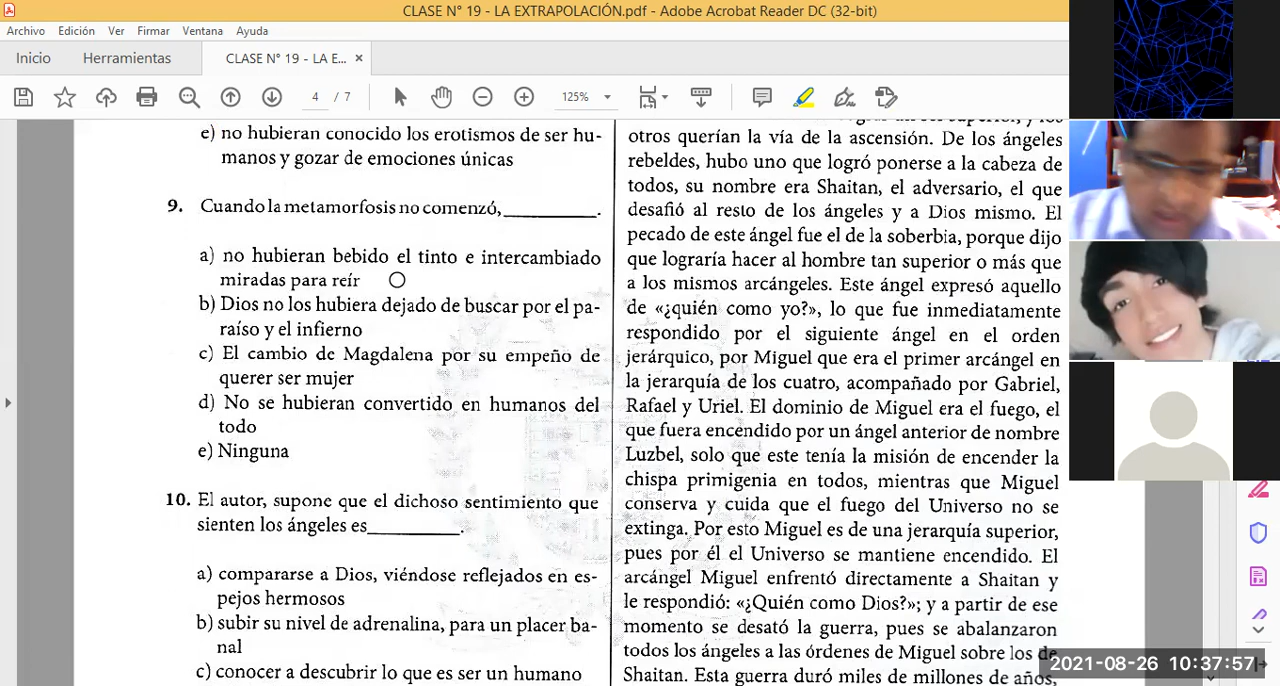 CLASE N° 19 - LA EXTRAPOLACIÓN.pdf - Adobe Acrobat Reader DC (32-bit)
Archivo Edición Ver Firmar Ventana Ayuda
Inicio Herramientas CLASE N° 19 - LA E... ×
4 / 7 125%
e) no hubieran conocido los erotismos de ser hu-
manos y gozar de emociones únicas
9. Cuando la metamorfosis no comenzó,_________.
a) no hubieran bebido el tinto e intercambiado
miradas para reír
b) Dios no los hubiera dejado de buscar por el pa-
raíso y el infierno
c) El cambio de Magdalena por su empeño de
querer ser mujer
d) No se hubieran convertido en humanos del
todo
e) Ninguna
10. El autor, supone que el dichoso sentimiento que
sienten los ángeles es_________.
a) compararse a Dios, viéndose reflejados en es-
pejos hermosos
b) subir su nivel de adrenalina, para un placer ba-
nal
c) conocer a descubrir lo que es ser un humano
otros querían la vía de la ascensión. De los ángeles
rebeldes, hubo uno que logró ponerse a la cabeza de
todos, su nombre era Shaitan, el adversario, el que
desafió al resto de los ángeles y a Dios mismo. El
pecado de este ángel fue el de la soberbia, porque dijo
que lograría hacer al hombre tan superior o más que
a los mismos arcángeles. Este ángel expresó aquello
de «¿quién como yo?», lo que fue inmediatamente
respondido por el siguiente ángel en el orden
jerárquico, por Miguel que era el primer arcángel en
la jerarquía de los cuatro, acompañado por Gabriel,
Rafael y Uriel. El dominio de Miguel era el fuego, el
que fuera encendido por un ángel anterior de nombre
Luzbel, solo que este tenía la misión de encender la
chispa primigenia en todos, mientras que Miguel
conserva y cuida que el fuego del Universo no se
extinga. Por esto Miguel es de una jerarquía superior,
pues por él el Universo se mantiene encendido. El
arcángel Miguel enfrentó directamente a Shaitan y
le respondió: «¿Quién como Dios?»; y a partir de ese
momento se desató la guerra, pues se abalanzaron
todos los ángeles a las órdenes de Miguel sobre los de
Shaitan. Esta guerra duró miles de millones de años,
2021-08-26 10:37:57